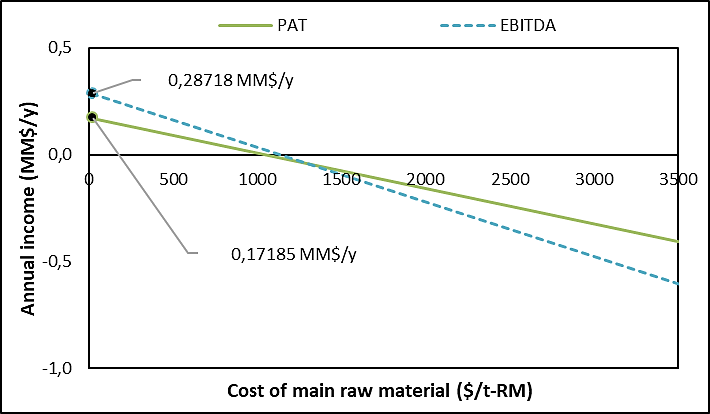 PAT EBITDA
0,5
0,28718 MM$/y
0,0
0 500 1000 1500 2000 2500 3000 3500
0,17185 MM$/y
-0,5
-1,0
Annual income (MM$/y)
Cost of main raw material ($/t-RM)